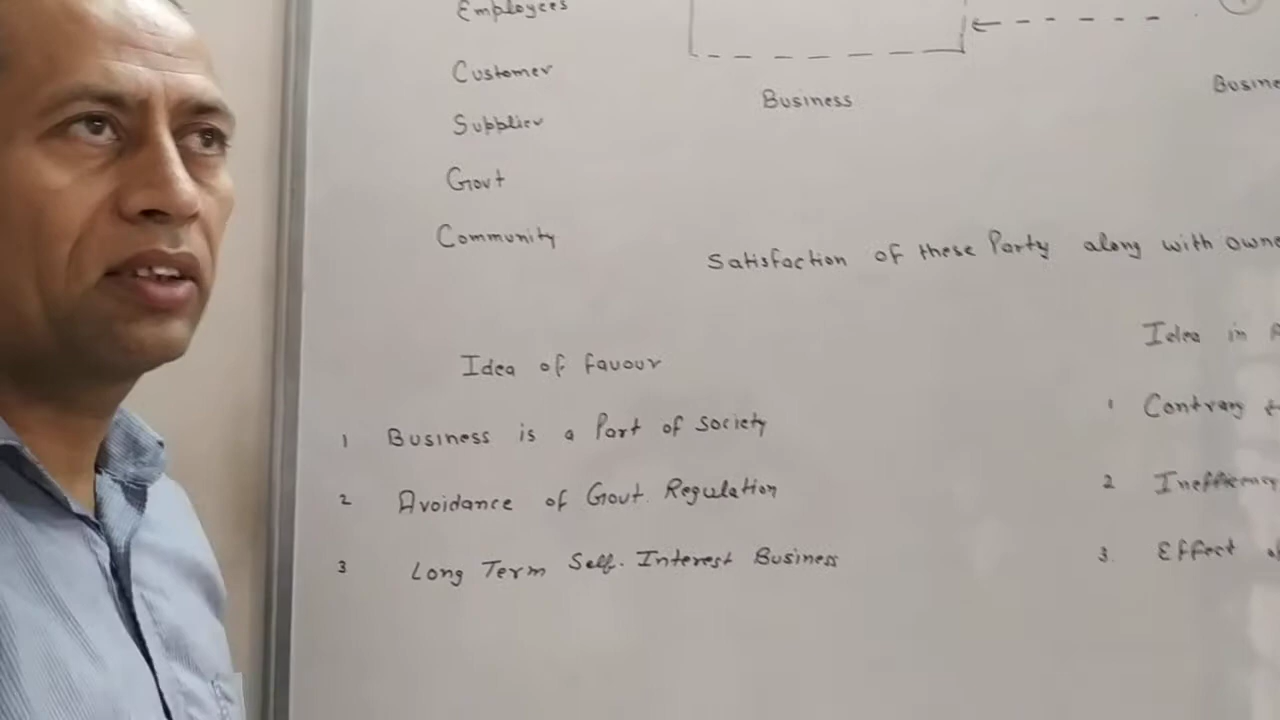 Employees
Customer
Business
Supplier
Govt
Community
Satisfaction of these Party along with
Idea of favour
Idea in
1 Business is a Part of Society
1 Contrary
2 Avoidance of Govt. Regulation
2 Inefficiency
3 Long Term Self. Interest Business
3. Effect